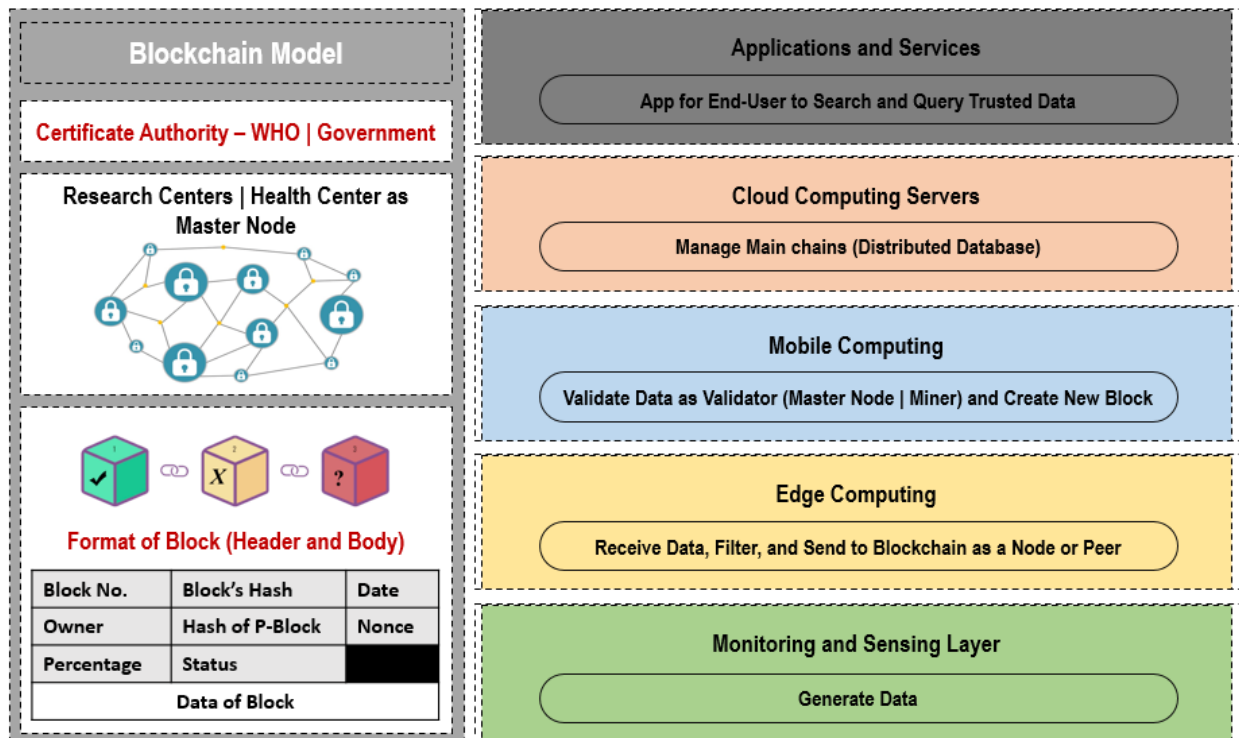 Blockchain Model
Certificate Authority – WHO | Government
Research Centers | Health Center as
Master Node
1
2
3
X
?
Format of Block (Header and Body)
Block No. Block's Hash Date
Owner Hash of P-Block Nonce
Percentage Status
Data of Block
Applications and Services
App for End-User to Search and Query Trusted Data
Cloud Computing Servers
Manage Main chains (Distributed Database)
Mobile Computing
Validate Data as Validator (Master Node | Miner) and Create New Block
Edge Computing
Receive Data, Filter, and Send to Blockchain as a Node or Peer
Monitoring and Sensing Layer
Generate Data